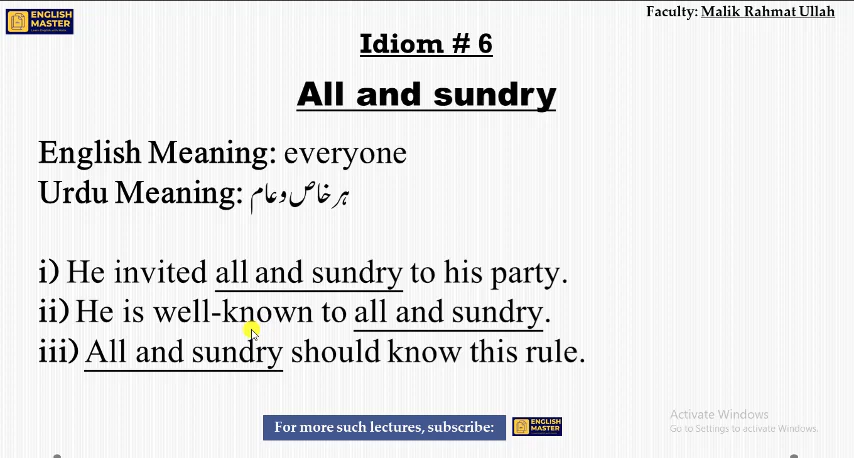 ENGLISH
MASTER
Faculty: Malik Rahmat Ullah
Idiom # 6
All and sundry
English Meaning: everyone
Urdu Meaning: ہر خاص و عام
i) He invited all and sundry to his party.
ii) He is well-known to all and sundry.
iii) All and sundry should know this rule.
For more such lectures, subscribe:
ENGLISH
MASTER
Activate Windows
Go to Settings to activate Windows.